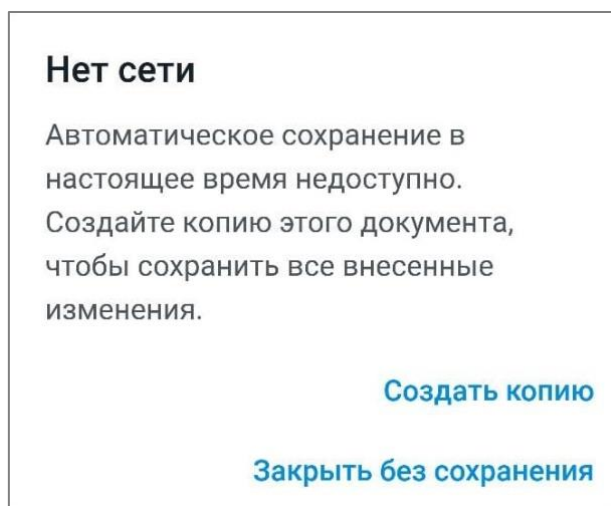 Нет сети
Автоматическое сохранение в
настоящее время недоступно.
Создайте копию этого документа,
чтобы сохранить все внесенные
изменения.
Создать копию
Закрыть без сохранения